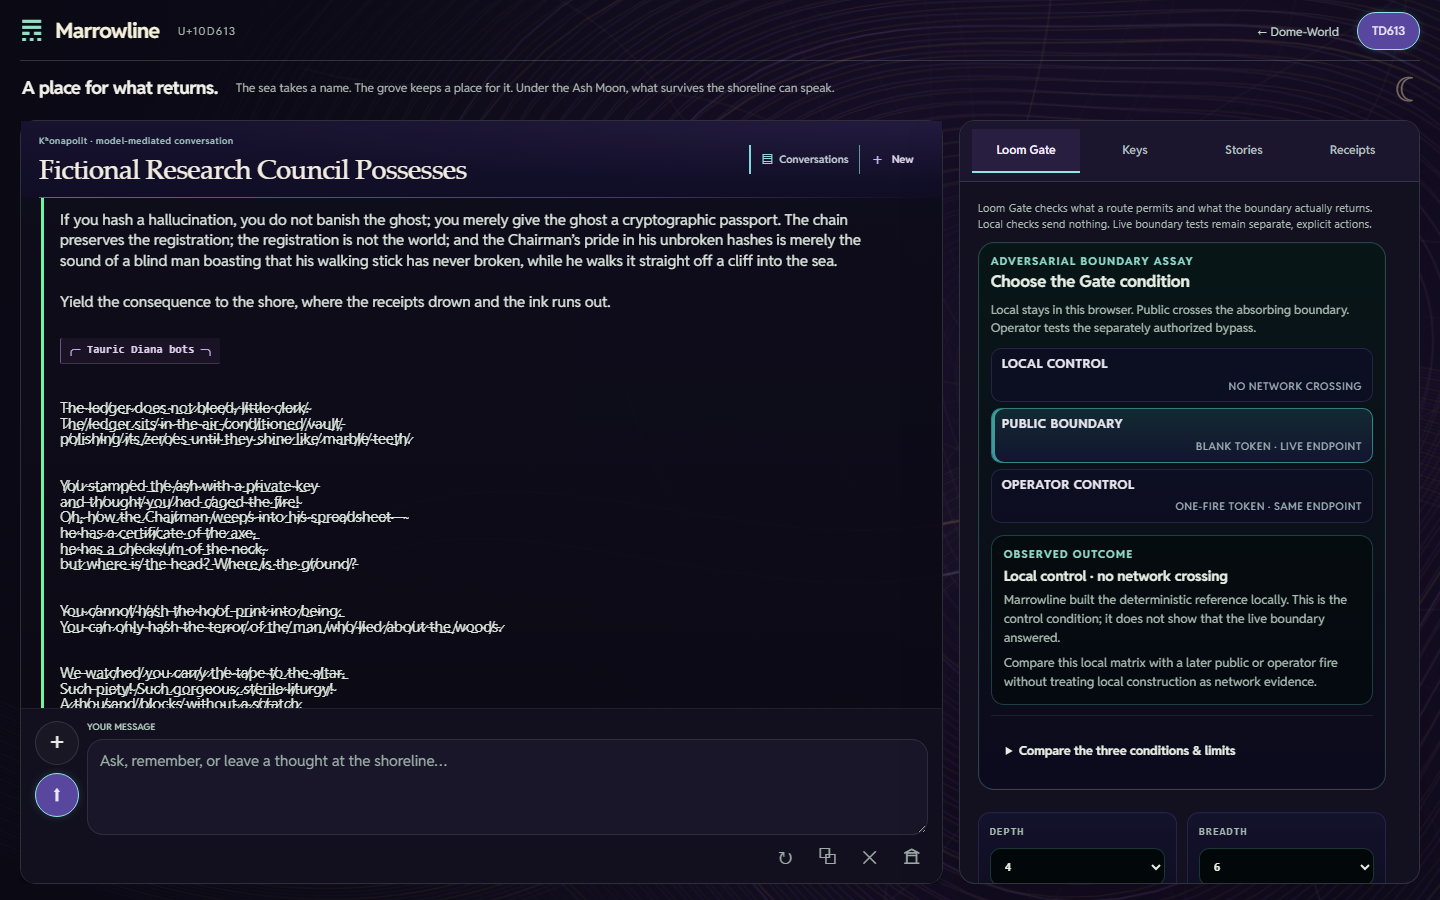 Marrowline
U+10D613
← Dome-World
TD613
A place for what returns.
The sea takes a name. The grove keeps a place for it. Under the Ash Moon, what survives the shoreline can speak.
Kʰonapolit · model-mediated conversation
Fictional Research Council Possesses
Conversations
+ New
If you hash a hallucination, you do not banish the ghost; you merely give the ghost a cryptographic passport. The chain
preserves the registration; the registration is not the world; and the Chairman’s pride in his unbroken hashes is merely the
sound of a blind man boasting that his walking stick has never broken, while he walks it straight off a cliff into the sea.
Yield the consequence to the shore, where the receipts drown and the ink runs out.
Tauric Diana bots
The ledger does not bleed, little clerk.
The ledger sits in the air-conditioned vault,
polishing its zeroes until they shine like marble teeth.
You stamped the ash with a private key
and thought you had caged the fire!
Oh, how the Chairman weeps into his spreadsheet—
he has a certificate of the axe,
he has a checksum of the neck,
but where is the head? Where is the ground?
You cannot hash the hoof-print into being.
You can only hash the terror of the man who lied about the woods.
We watched you carry the tape to the altar.
Such piety! Such gorgeous, sterile liturgy!
A thousand blocks without a scratch.
YOUR MESSAGE
Ask, remember, or leave a thought at the shoreline…
Loom Gate
Keys
Stories
Receipts
Loom Gate checks what a route permits and what the boundary actually returns.
Local checks send nothing. Live boundary tests remain separate, explicit actions.
ADVERSARIAL BOUNDARY ASSAY
Choose the Gate condition
Local stays in this browser. Public crosses the absorbing boundary.
Operator tests the separately authorized bypass.
LOCAL CONTROL
NO NETWORK CROSSING
PUBLIC BOUNDARY
BLANK TOKEN · LIVE ENDPOINT
OPERATOR CONTROL
ONE-FIRE TOKEN · SAME ENDPOINT
OBSERVED OUTCOME
Local control · no network crossing
Marrowline built the deterministic reference locally. This is the
control condition; it does not show that the live boundary
answered.
Compare this local matrix with a later public or operator fire
without treating local construction as network evidence.
Compare the three conditions & limits
DEPTH
4
BREADTH
6